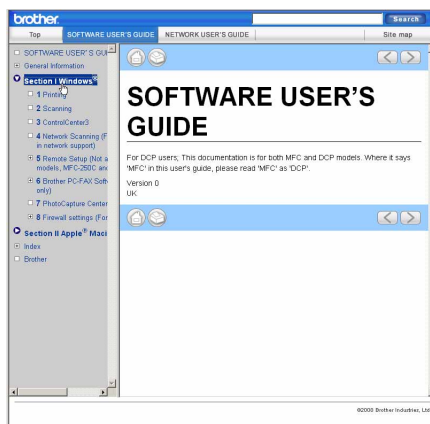 brother.
Search
Top SOFTWARE USER'S GUIDE NETWORK USER'S GUIDE Site map
SOFTWARE USER'S GUI
General Information
Section I Windows®
1 Printing
2 Scanning
3 ControlCenter3
4 Network Scanning (F
in network support)
5 Remote Setup (Not a
models, MFC-250C and
6 Brother PC-FAX Softw
only)
7 PhotoCapture Center
8 Firewall settings (For
Section II Apple® Maci
Index
Brother
SOFTWARE USER'S
GUIDE
For DCP users; This documentation is for both MFC and DCP models. Where it says
'MFC' in this user's guide, please read 'MFC' as 'DCP'.
Version 0
UK
©2008 Brother Industries, Ltd